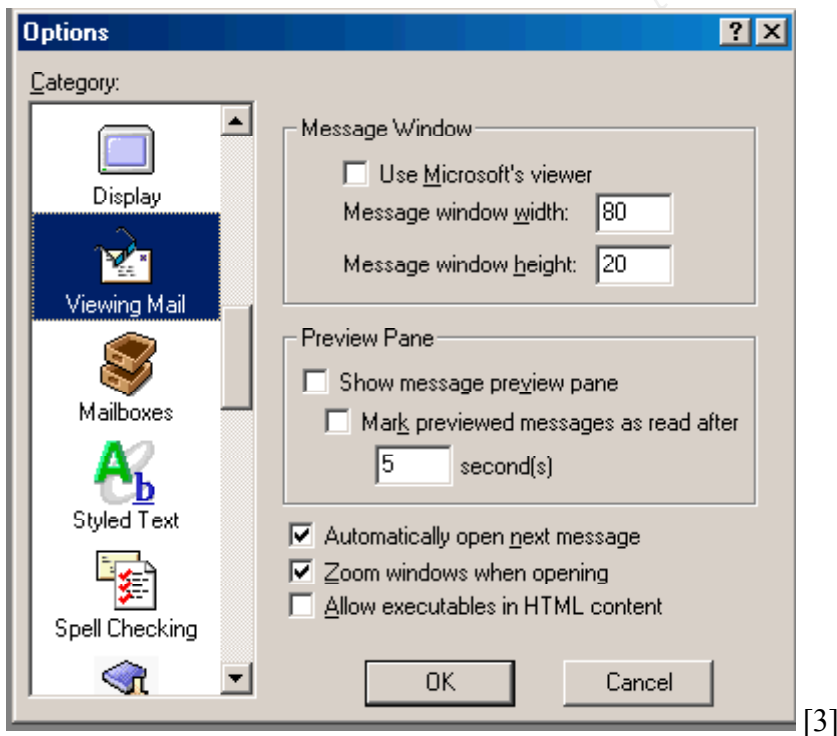 Options
Category:
Display
Viewing Mail
Mailboxes
Styled Text
Spell Checking
Message Window
Use Microsoft's viewer
Message window width: 80
Message window height: 20
Preview Pane
Show message preview pane
Mark previewed messages as read after
5 second(s)
Automatically open next message
Zoom windows when opening
Allow executables in HTML content
OK Cancel
[3]